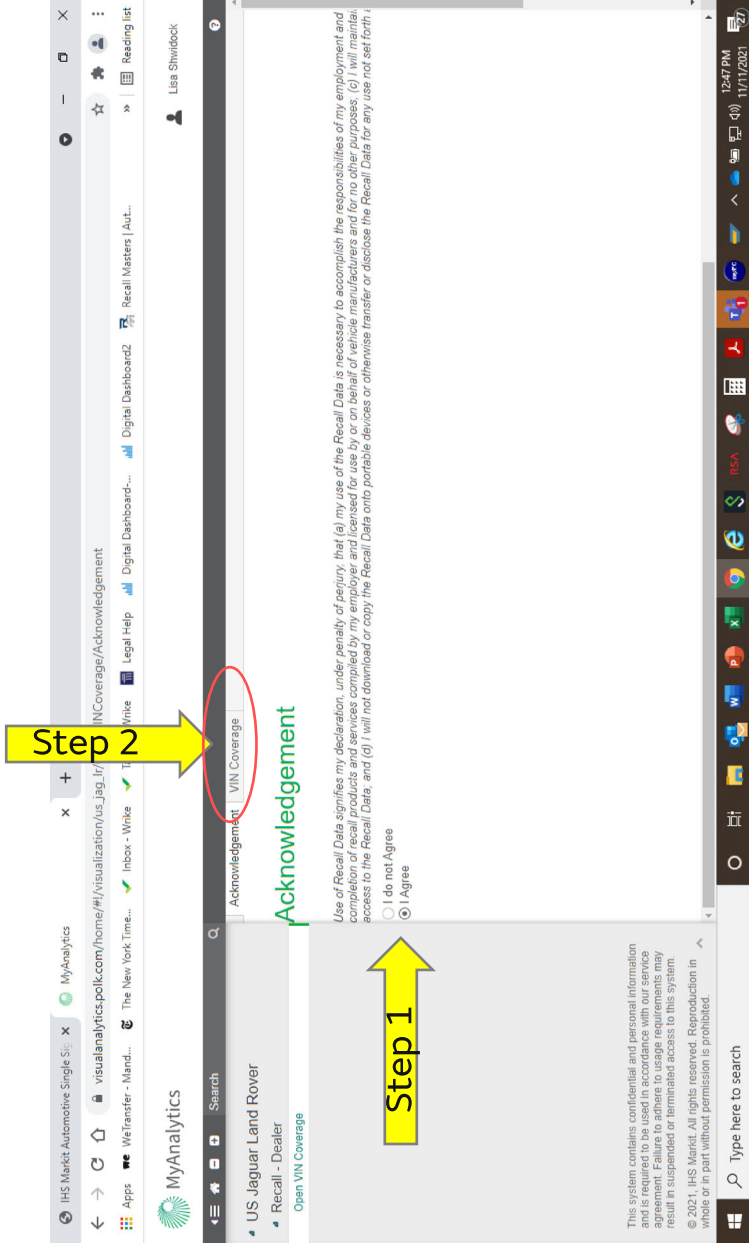 IHS Markit Automotive Single Sig
MyAnalytics
visualanalytics.polk.com/home/#!/visualization/us_jag_lr/
INCoverage/Acknowledgement
Apps
WeTransfer - Mand...
The New York Time...
Inbox - Wrike
Wrike
Legal Help
Digital Dashboard-...
Digital Dashboard2
Recall Masters | Aut...
»
Reading list
MyAnalytics
Lisa Shwidock
Search
Step 2
US Jaguar Land Rover
Recall - Dealer
Open VIN Coverage
Acknowledgement
VIN Coverage
Acknowledgement
Use of Recall Data signifies my declaration, under penalty of perjury, that (a) my use of the Recall Data is necessary to accomplish the responsibilities of my employment and
completion of recall products and services compiled by my employer and licensed for use by or on behalf of vehicle manufacturers and for no other purposes; (c) I will maintai
access to the Recall Data; and (d) I will not download or copy the Recall Data onto portable devices or otherwise transfer or disclose the Recall Data for any use not set forth
I do not Agree
I Agree
Step 1
This system contains confidential and personal information
and is required to be used in accordance with our service
agreement. Failure to adhere to usage requirements may
result in suspended or terminated access to this system.
© 2021, IHS Markit. All rights reserved. Reproduction in
whole or in part without permission is prohibited.
Type here to search
RSA
12:47 PM
11/11/2021
27